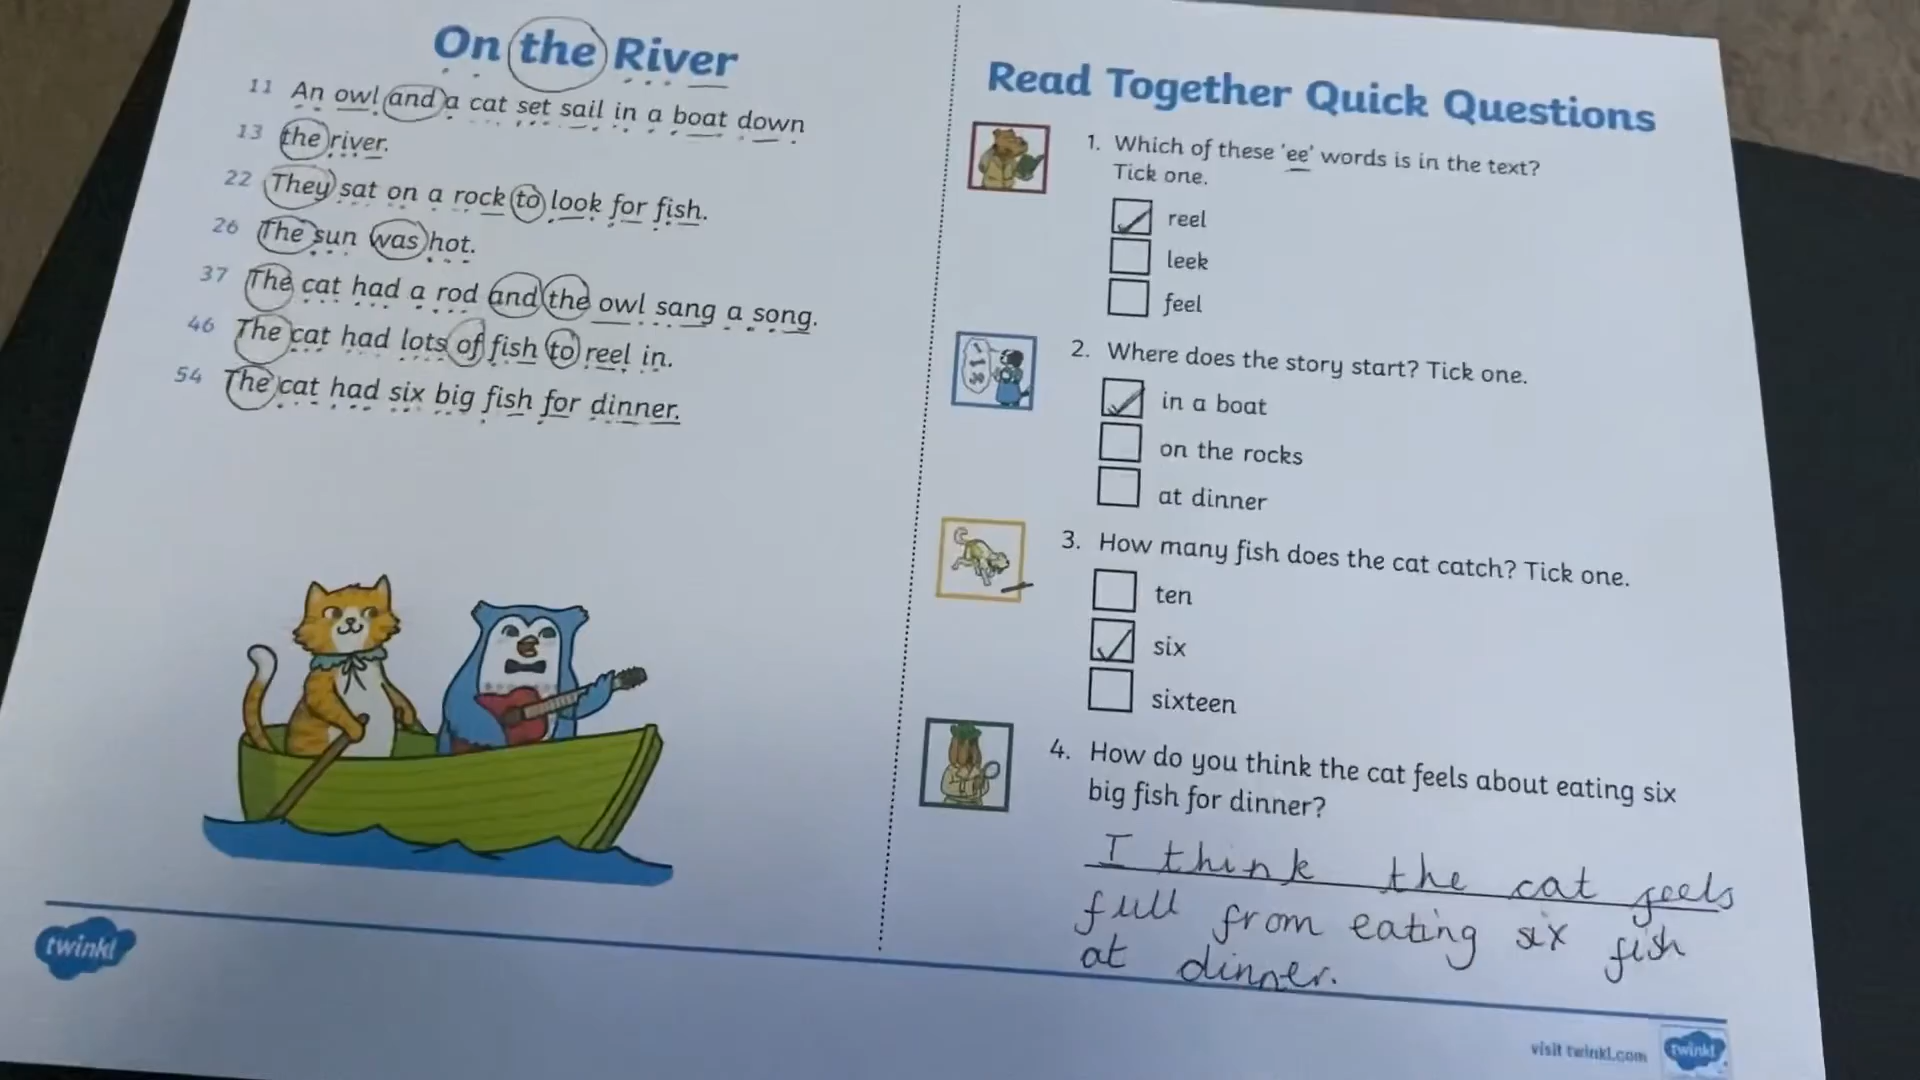 On the River
11 An owl and a cat set sail in a boat down
13 the river.
22 They sat on a rock to look for fish.
26 The sun was hot.
37 The cat had a rod and the owl sang a song.
46 The cat had lots of fish to reel in.
54 The cat had six big fish for dinner.
twinkl
Read Together Quick Questions
1. Which of these 'ee' words is in the text?
Tick one.
reel
leek
feel
2. Where does the story start? Tick one.
in a boat
on the rocks
at dinner
3. How many fish does the cat catch? Tick one.
ten
six
sixteen
4. How do you think the cat feels about eating six
big fish for dinner?
I think the cat feels
full from eating six fish
at dinner.
visit twinkl.com
twinkl